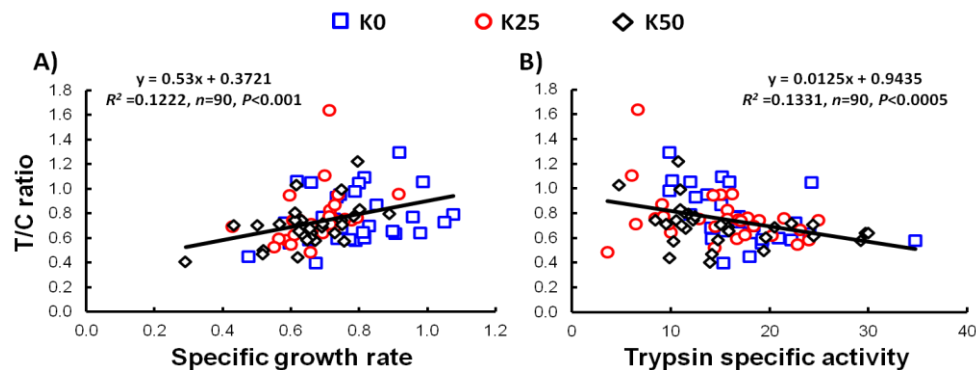 K0 K25 K50
A)
y = 0.53x + 0.3721
R² =0.1222, n=90, P<0.001
T/C ratio
1.8
1.6
1.4
1.2
1.0
0.8
0.6
0.4
0.2
0.0
0.0 0.2 0.4 0.6 0.8 1.0 1.2
Specific growth rate
B)
y = 0.0125x + 0.9435
R² =0.1331, n=90, P<0.0005
1.8
1.6
1.4
1.2
1.0
0.8
0.6
0.4
0.2
0.0
0 10 20 30 40
Trypsin specific activity